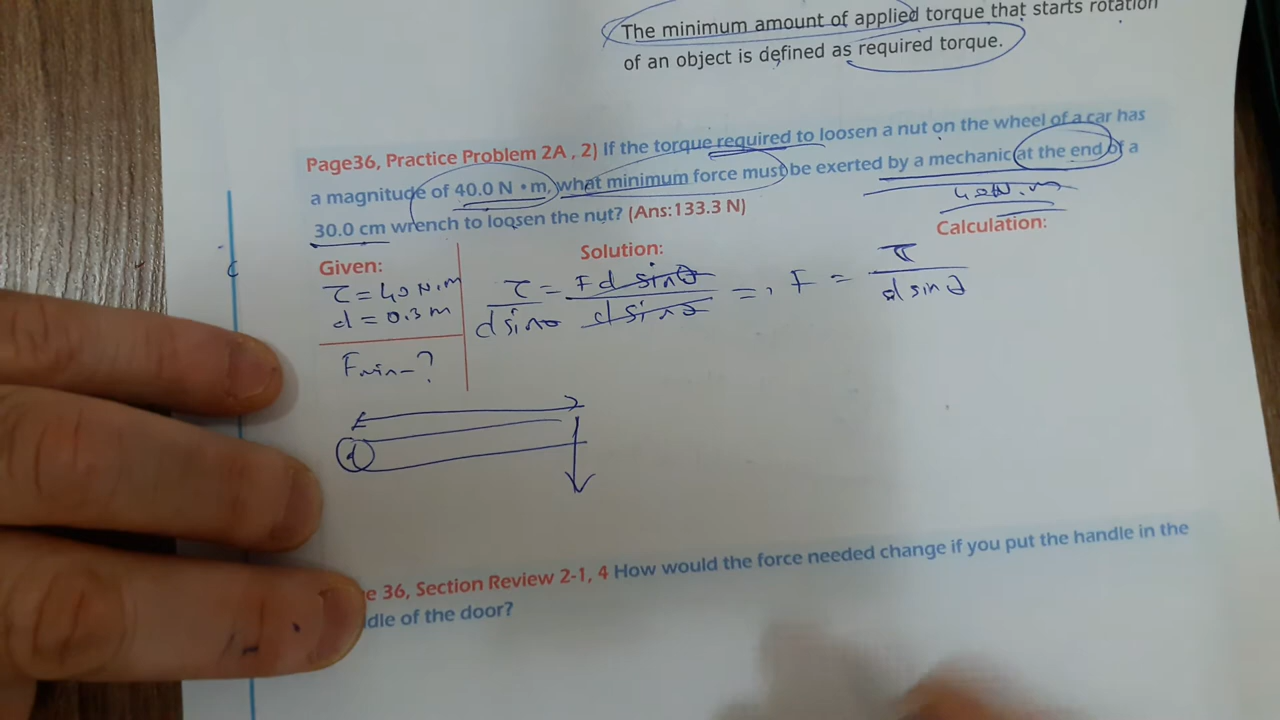 The minimum amount of applied torque that starts rotation
of an object is defined as required torque.
Page36, Practice Problem 2A , 2) If the torque required to loosen a nut on the wheel of a car has
a magnitude of 40.0 N • m, what minimum force must be exerted by a mechanic at the end of a
30.0 cm wrench to loosen the nut? (Ans:133.3 N)
40N.m
Given:
Solution:
Calculation:
τ = 40 N.m
d = 0.3 m
Fmin = ?
τ / d sinθ = F d sinθ / d sinθ =, F = τ / d sinθ
e 36, Section Review 2-1, 4 How would the force needed change if you put the handle in the
dle of the door?